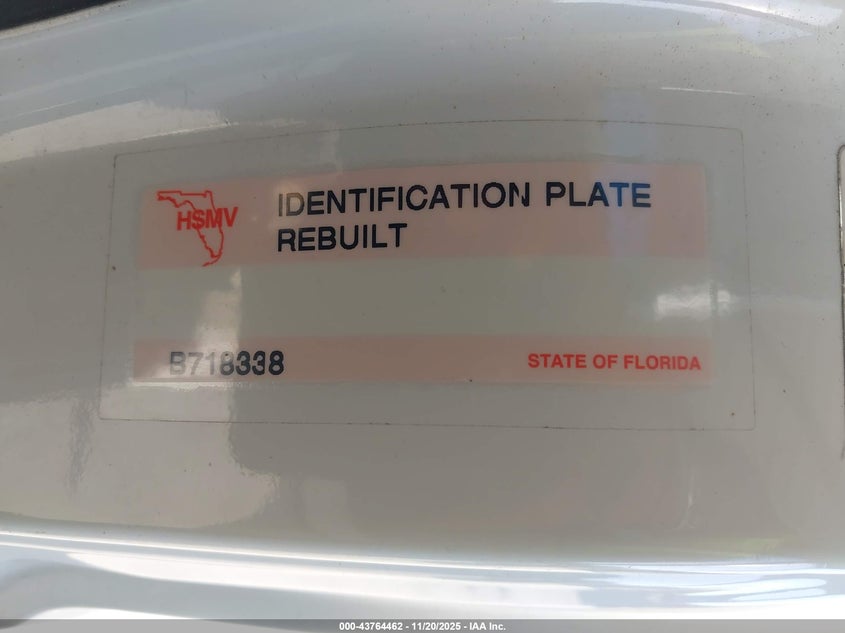 HSMV
IDENTIFICATION PLATE
REBUILT
B718338
STATE OF FLORIDA
000-43764462 - 11/20/2025 - IAA Inc.